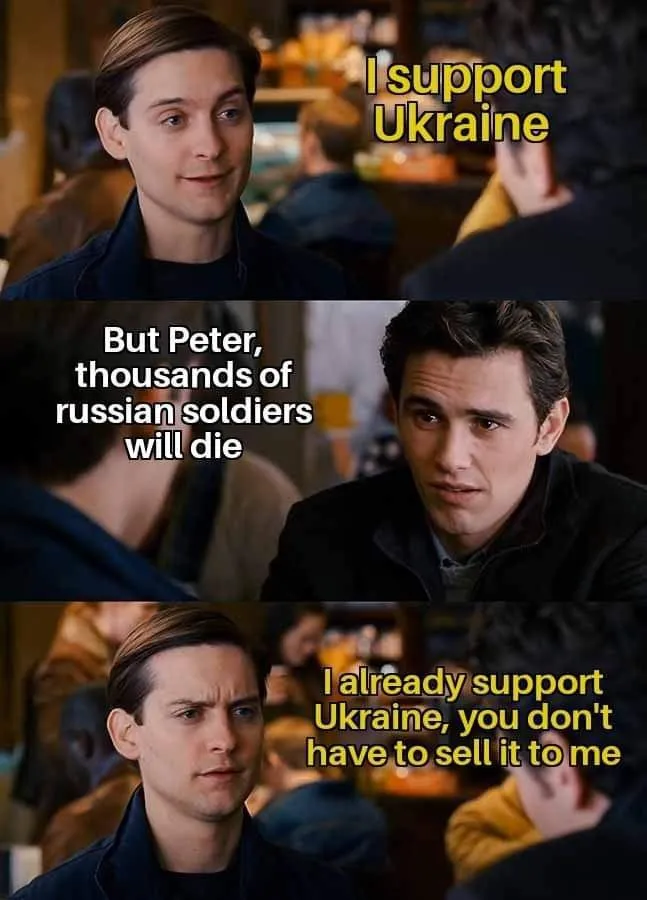 I support
Ukraine
But Peter,
thousands of
russian soldiers
will die
I already support
Ukraine, you don't
have to sell it to me